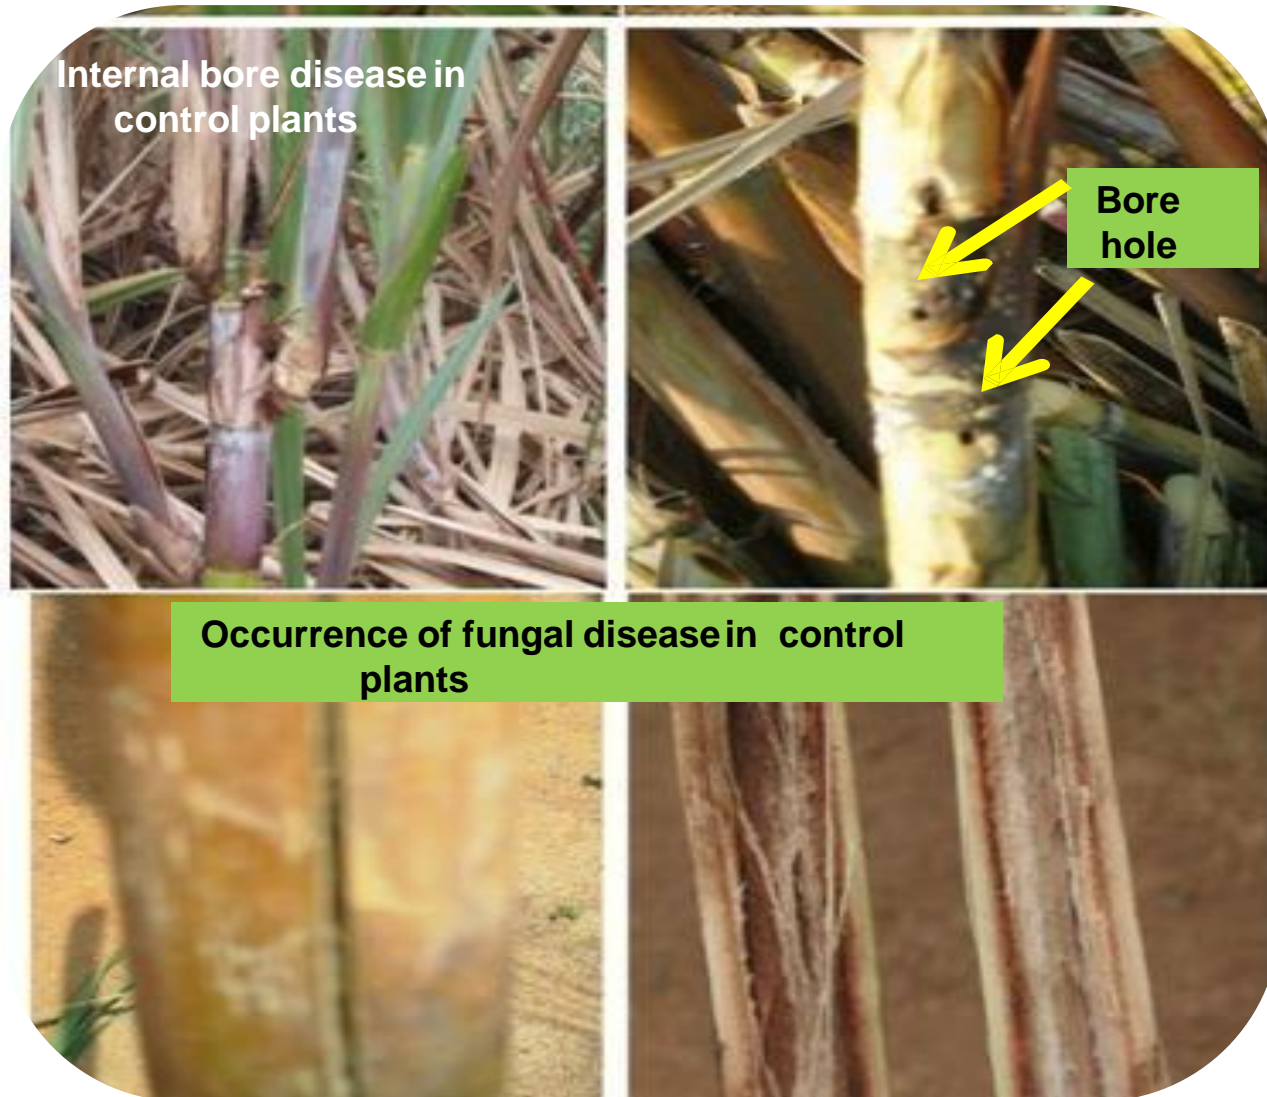 Internal bore disease in
control plants
Bore
hole
Occurrence of fungal disease in control
plants